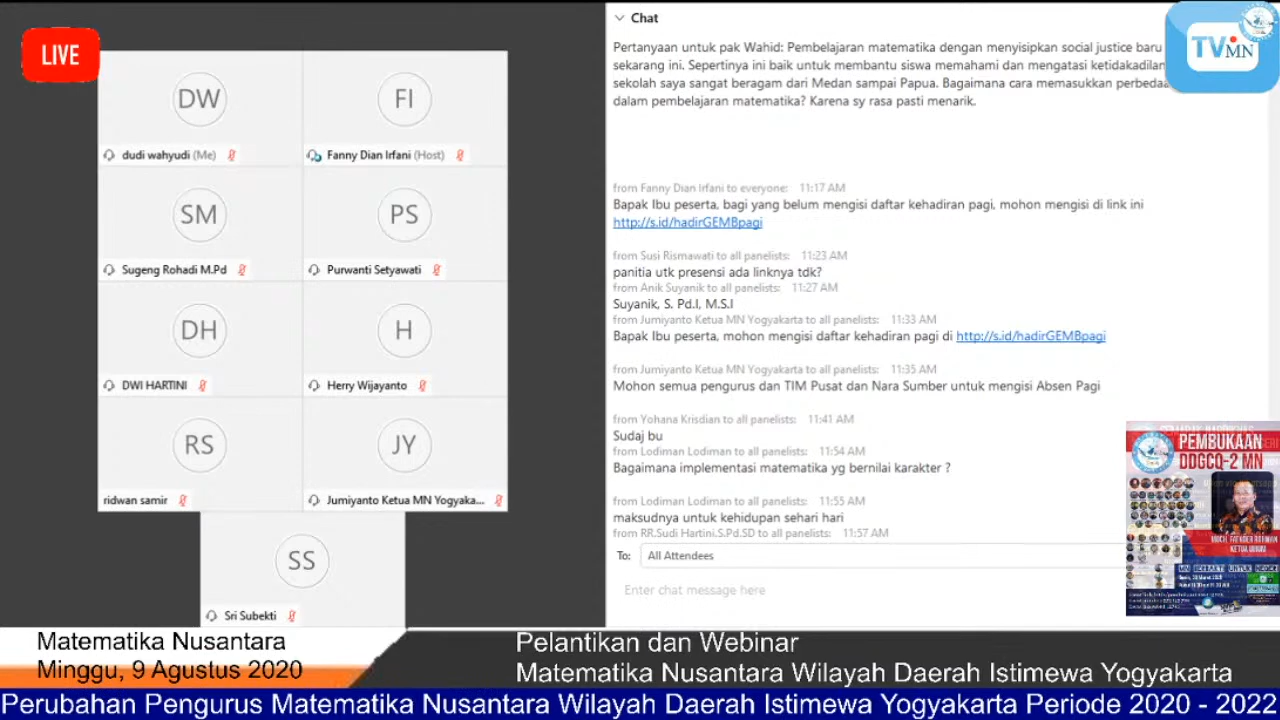 LIVE
DW
dudi wahyudi (Me)
FI
Fanny Dian Irfani (Host)
SM
Sugeng Rohadi M.Pd
PS
Purwanti Setyawati
DH
DWI HARTINI
H
Herry Wijayanto
RS
ridwan samir
JY
Jumiyanto Ketua MN Yogyaka...
SS
Sri Subekti
Chat
Pertanyaan untuk pak Wahid: Pembelajaran matematika dengan menyisipkan social justice baru
sekarang ini. Sepertinya ini baik untuk membantu siswa memahami dan mengatasi ketidakadilan
sekolah saya sangat beragam dari Medan sampai Papua. Bagaimana cara memasukkan perbedaa
dalam pembelajaran matematika? Karena sy rasa pasti menarik.
from Fanny Dian Irfani to everyone: 11:17 AM
Bapak Ibu peserta, bagi yang belum mengisi daftar kehadiran pagi, mohon mengisi di link ini
http://s.id/hadirGEMBpagi
from Susi Rismawati to all panelists: 11:23 AM
panitia utk presensi ada linknya tdk?
from Anik Suyanik to all panelists: 11:27 AM
Suyanik, S. Pd.I, M.S.I
from Jumiyanto Ketua MN Yogyakarta to all panelists: 11:33 AM
Bapak Ibu peserta, mohon mengisi daftar kehadiran pagi di http://s.id/hadirGEMBpagi
from Jumiyanto Ketua MN Yogyakarta to all panelists: 11:35 AM
Mohon semua pengurus dan TIM Pusat dan Nara Sumber untuk mengisi Absen Pagi
from Yohana Krisdian to all panelists: 11:41 AM
Sudaj bu
from Lodiman Lodiman to all panelists: 11:54 AM
Bagaimana implementasi matematika yg bernilai karakter ?
from Lodiman Lodiman to all panelists: 11:55 AM
maksudnya untuk kehidupan sehari hari
from RR.Sudi Hartini.S.Pd.SD to all panelists: 11:57 AM
To: All Attendees
Enter chat message here
TVMN
PEMBUKAAN
DDGCQ-2 MN
MN BERBAKTI UNTUK NEGERI
Matematika Nusantara
Minggu, 9 Agustus 2020
Pelantikan dan Webinar
Matematika Nusantara Wilayah Daerah Istimewa Yogyakarta
Perubahan Pengurus Matematika Nusantara Wilayah Daerah Istimewa Yogyakarta Periode 2020 - 2022